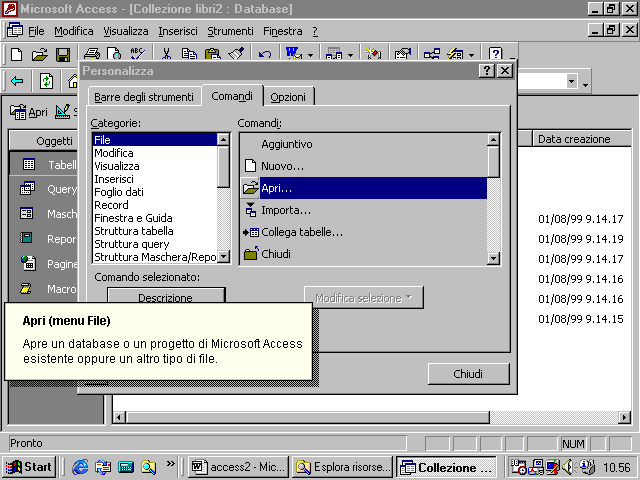 Microsoft Access - [Collezione libri2 : Database]
File Modifica Visualizza Inserisci Strumenti Finestra ?
Personalizza
Barre degli strumenti Comandi Opzioni
Categorie: Comandi:
File
Modifica
Visualizza
Inserisci
Foglio dati
Record
Finestra e Guida
Struttura tabella
Struttura query
Struttura Maschera/Repo
Aggiuntivo
Nuovo...
Apri...
Importa...
Collega tabelle...
Chiudi
Comando selezionato:
Descrizione Modifica selezione
Chiudi
Apri (menu File)
Apre un database o un progetto di Microsoft Access
esistente oppure un altro tipo di file.
Apri
Oggetti
Tabell
Query
Masch
Repor
Pagine
Macro
Data creazione
01/08/99 9.14.17
01/08/99 9.14.19
01/08/99 9.14.17
01/08/99 9.14.16
01/08/99 9.14.16
01/08/99 9.14.15
Pronto NUM
Start » access2 - Mic... Esplora risorse... Collezione ... 10.56